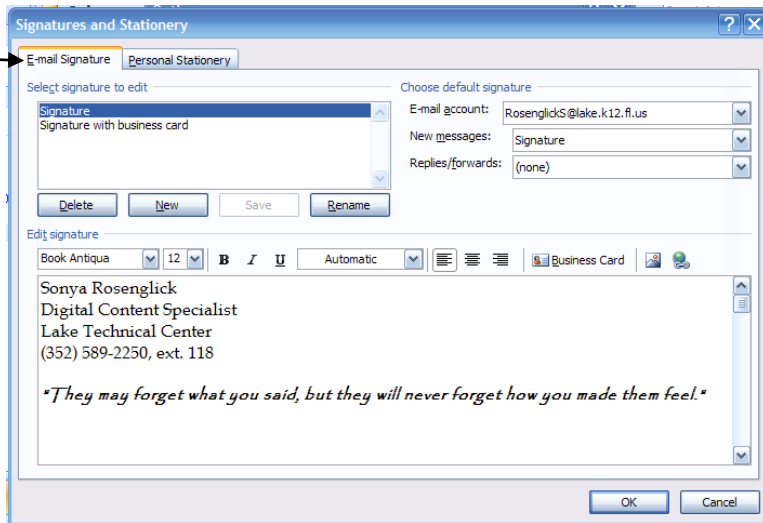 Signatures and Stationery
E-mail Signature Personal Stationery
Select signature to edit Choose default signature
Signature
Signature with business card
E-mail account: RosenglickS@lake.k12.fl.us
New messages: Signature
Replies/forwards: (none)
Delete New Save Rename
Edit signature
Book Antiqua 12 B I U Automatic Business Card
Sonya Rosenglick
Digital Content Specialist
Lake Technical Center
(352) 589-2250, ext. 118
"They may forget what you said, but they will never forget how you made them feel."
OK Cancel